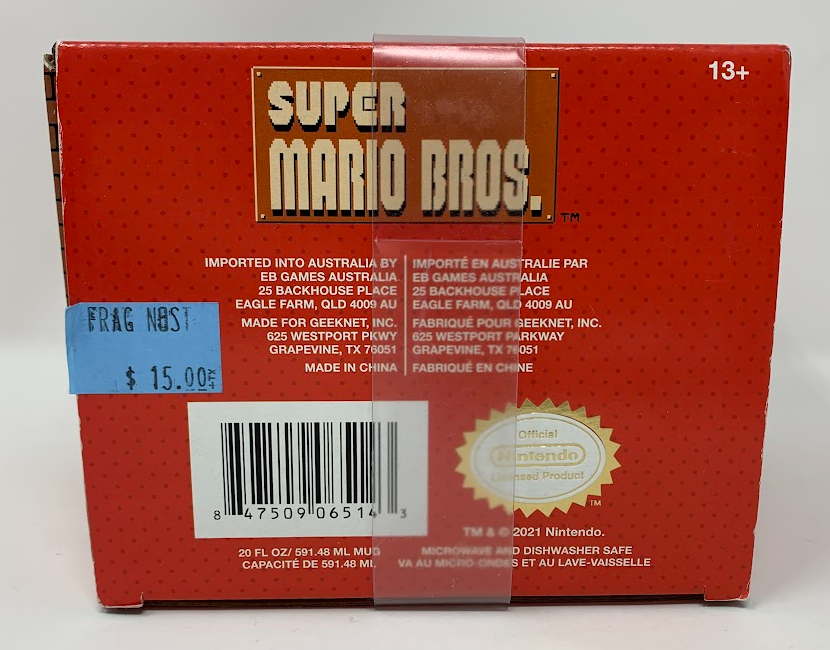 13+
SUPER
MARIO BROS.
TM
IMPORTED INTO AUSTRALIA BY
EB GAMES AUSTRALIA
25 BACKHOUSE PLACE
EAGLE FARM, QLD 4009 AU
MADE FOR GEEKNET, INC.
625 WESTPORT PKWY
GRAPEVINE, TX 76051
MADE IN CHINA
IMPORTÉ EN AUSTRALIE PAR
EB GAMES AUSTRALIA
25 BACKHOUSE PLACE
EAGLE FARM, QLD 4009 AU
FABRIQUÉ POUR GEEKNET, INC.
625 WESTPORT PARKWAY
GRAPEVINE, TX 76051
FABRIQUÉ EN CHINE
FRAG NOST
$ 15.00
8 47509 06514 3
Official
Nintendo
Licensed Product
TM
TM & © 2021 Nintendo.
20 FL OZ/ 591.48 ML MUG
CAPACITÉ DE 591.48 ML
MICROWAVE AND DISHWASHER SAFE
VA AU MICRO-ONDES ET AU LAVE-VAISSELLE